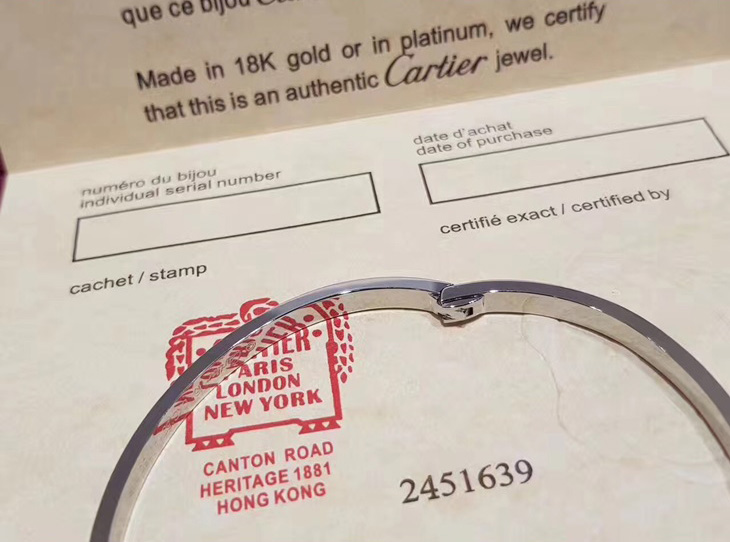 que ce bijou
Made in 18K gold or in platinum, we certify
that this is an authentic Cartier jewel.
numéro du bijou
individual serial number
date d'achat
date of purchase
certifié exact / certified by
cachet / stamp
PARIS
LONDON
NEW YORK
CANTON ROAD
HERITAGE 1881
HONG KONG
2451639